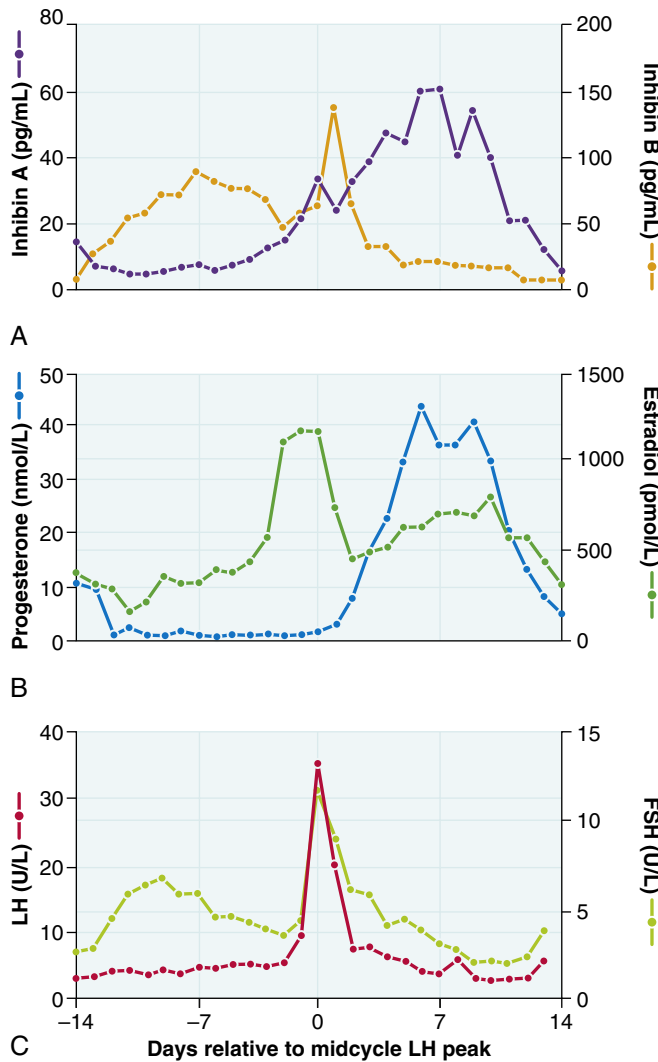 80
60
40
20
0
Inhibin A (pg/mL)
200
150
100
50
0
Inhibin B (pg/mL)
A
50
40
30
20
10
0
Progesterone (nmol/L)
1500
1000
500
0
Estradiol (pmol/L)
B
40
30
20
10
0
LH (U/L)
15
10
5
0
FSH (U/L)
–14 –7 0 7 14
C Days relative to midcycle LH peak